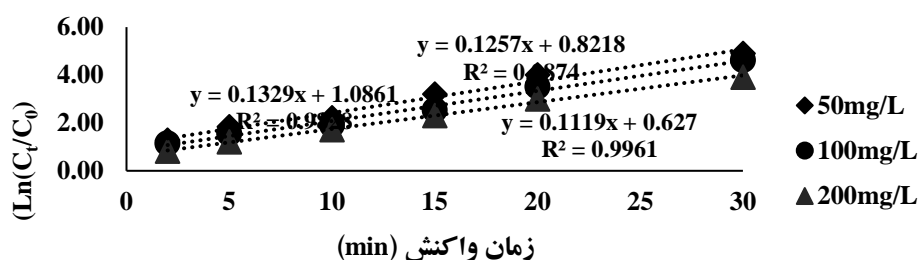 6.00
4.00
2.00
0.00
(Ln(Cₜ/C₀)
y = 0.1257x + 0.8218
y = 0.1329x + 1.0861
y = 0.1119x + 0.627
R² = 0.9961
0 5 10 15 20 25 30
زمان واکنش (min)
50mg/L
100mg/L
200mg/L